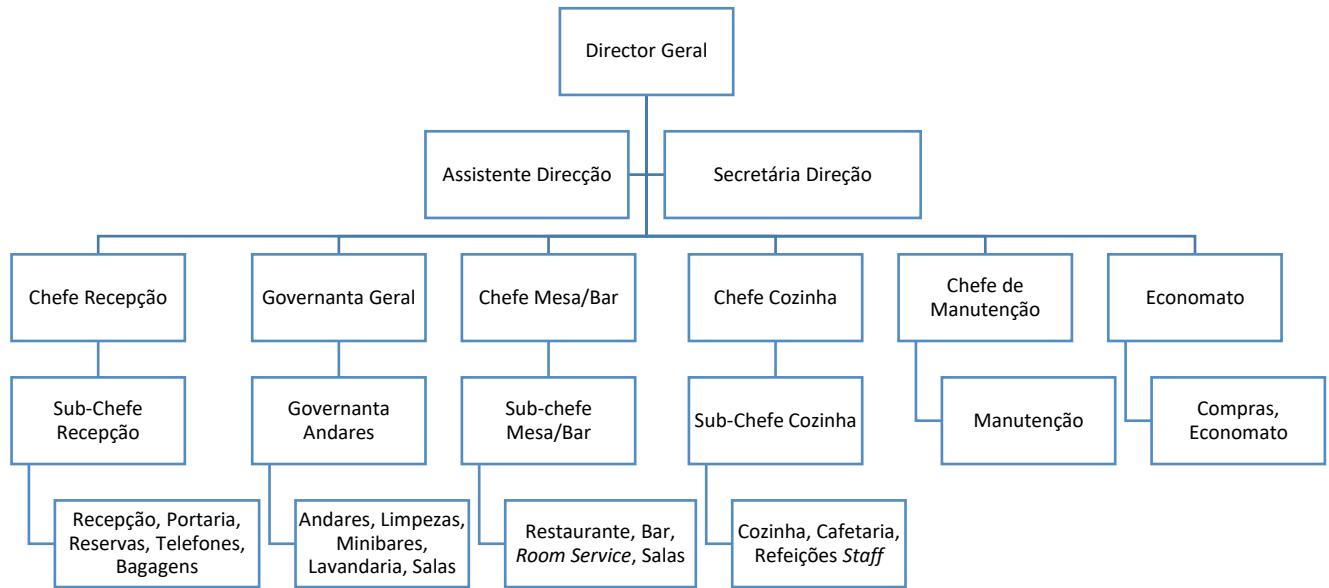 Director Geral
Assistente Direcção
Secretária Direção
Chefe Recepção
Governanta Geral
Chefe Mesa/Bar
Chefe Cozinha
Chefe de
Manutenção
Economato
Sub-Chefe
Recepção
Governanta
Andares
Sub-chefe
Mesa/Bar
Sub-Chefe Cozinha
Manutenção
Compras,
Economato
Recepção, Portaria,
Reservas, Telefones,
Bagagens
Andares, Limpezas,
Minibares,
Lavandaria, Salas
Restaurante, Bar,
Room Service, Salas
Cozinha, Cafetaria,
Refeições Staff